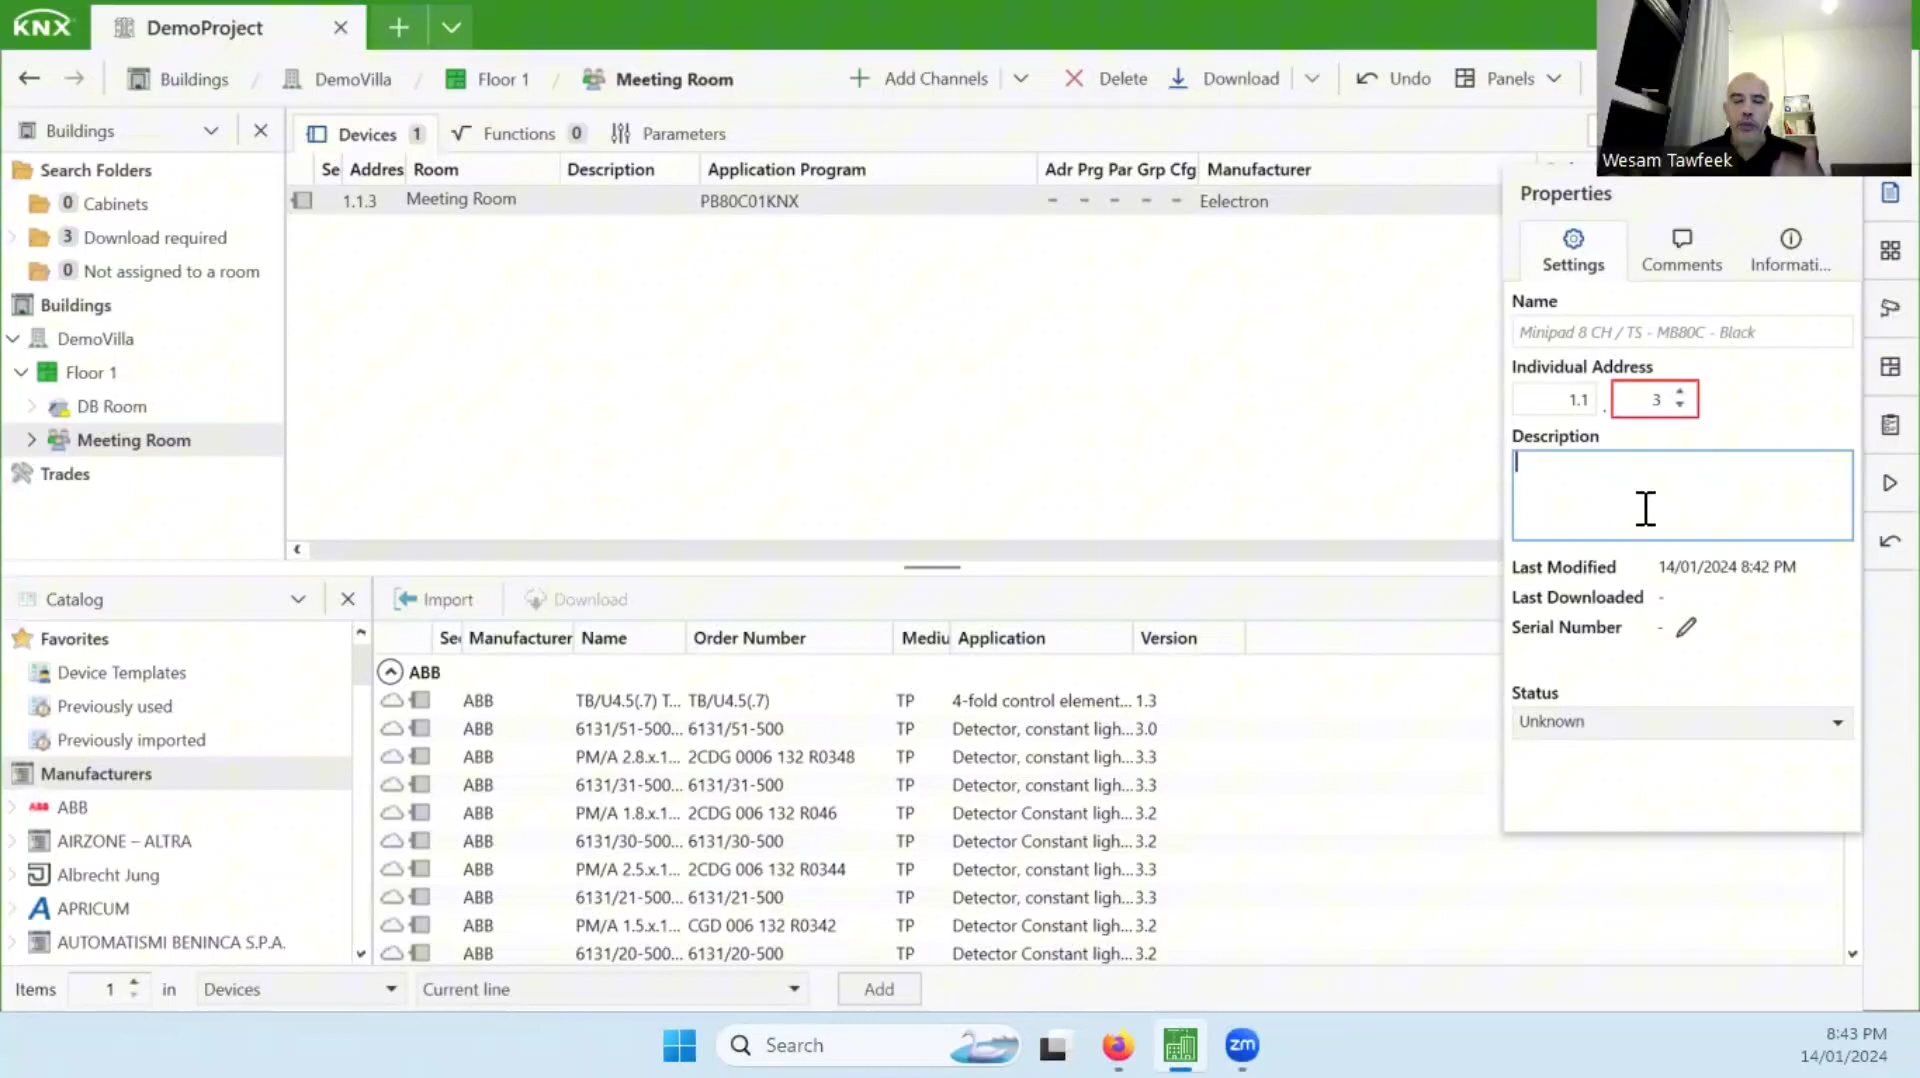 KNX
DemoProject
Buildings / DemoVilla / Floor 1 / Meeting Room
Add Channels
Delete
Download
Undo
Panels
Wesam Tawfeek
Buildings
Search Folders
0 Cabinets
3 Download required
0 Not assigned to a room
Buildings
DemoVilla
Floor 1
DB Room
Meeting Room
Trades
Devices 1
Functions 0
Parameters
Se Addres Room Description Application Program Adr Prg Par Grp Cfg Manufacturer
1.1.3 Meeting Room PB80C01KNX - - - - - Eelectron
Properties
Settings
Comments
Informati...
Name
Minipad 8 CH / TS - MB80C - Black
Individual Address
1.1 . 3
Description
Last Modified 14/01/2024 8:42 PM
Last Downloaded -
Serial Number -
Status
Unknown
Catalog
Favorites
Device Templates
Previously used
Previously imported
Manufacturers
ABB ABB
AIRZONE – ALTRA
Albrecht Jung
APRICUM
AUTOMATISMI BENINCA S.P.A.
Import
Download
Sec Manufacturer Name Order Number Mediu Application Version
ABB
ABB TB/U4.5(.7) T... TB/U4.5(.7) TP 4-fold control element... 1.3
ABB 6131/51-500... 6131/51-500 TP Detector, constant ligh... 3.0
ABB PM/A 2.8.x.1... 2CDG 0006 132 R0348 TP Detector, constant ligh... 3.3
ABB 6131/31-500... 6131/31-500 TP Detector, constant ligh... 3.3
ABB PM/A 1.8.x.1... 2CDG 006 132 R046 TP Detector Constant ligh... 3.2
ABB 6131/30-500... 6131/30-500 TP Detector Constant ligh... 3.2
ABB PM/A 2.5.x.1... 2CDG 006 132 R0344 TP Detector, constant ligh... 3.3
ABB 6131/21-500... 6131/21-500 TP Detector, constant ligh... 3.3
ABB PM/A 1.5.x.1... CGD 006 132 R0342 TP Detector Constant ligh... 3.2
ABB 6131/20-500... 6131/20-500 TP Detector Constant ligh... 3.2
Items 1 in Devices Current line Add
Search
zm
8:43 PM
14/01/2024